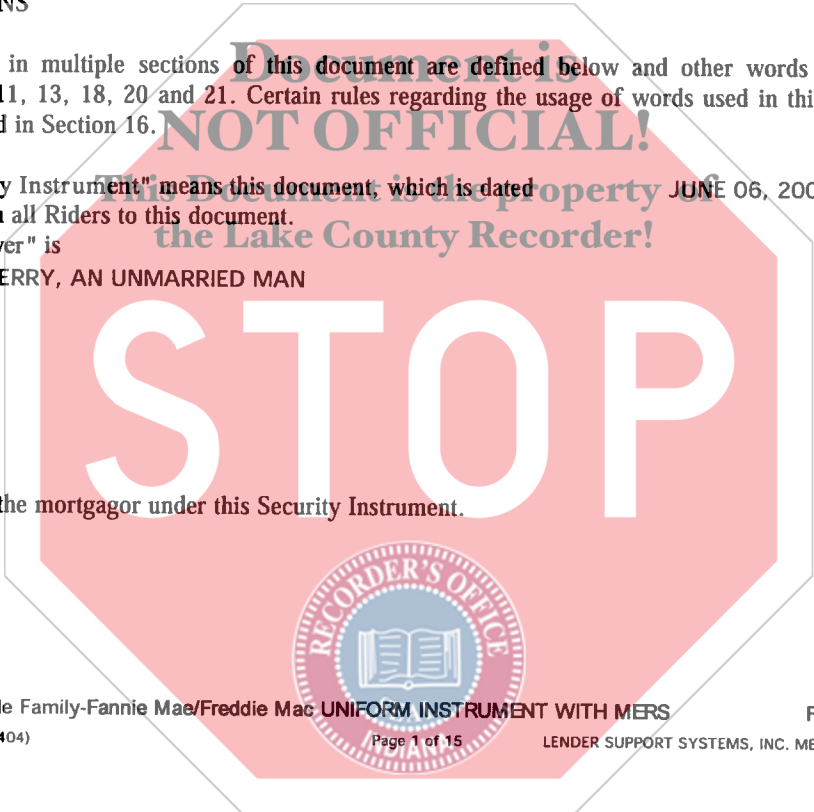 NS
Document is
in multiple sections of this document are defined below and other words
11, 13, 18, 20 and 21. Certain rules regarding the usage of words used in thi
d in Section 16.
NOT OFFICIAL!
y Instrument" means this document, which is dated JUNE 06, 200
This Document is the property of
all Riders to this document.
the Lake County Recorder!
er" is
ERRY, AN UNMARRIED MAN
STOP
the mortgagor under this Security Instrument.
RECORDER'S OFFICE
le Family-Fannie Mae/Freddie Mac UNIFORM INSTRUMENT WITH MERS F
404) Page 1 of 15 LENDER SUPPORT SYSTEMS, INC. ME
INDIANA